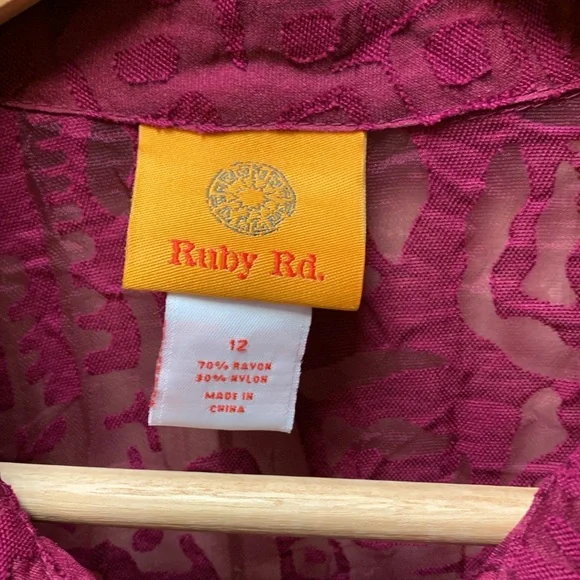 Ruby Rd.
12
70% RAYON
30% NYLON
MADE IN
CHINA